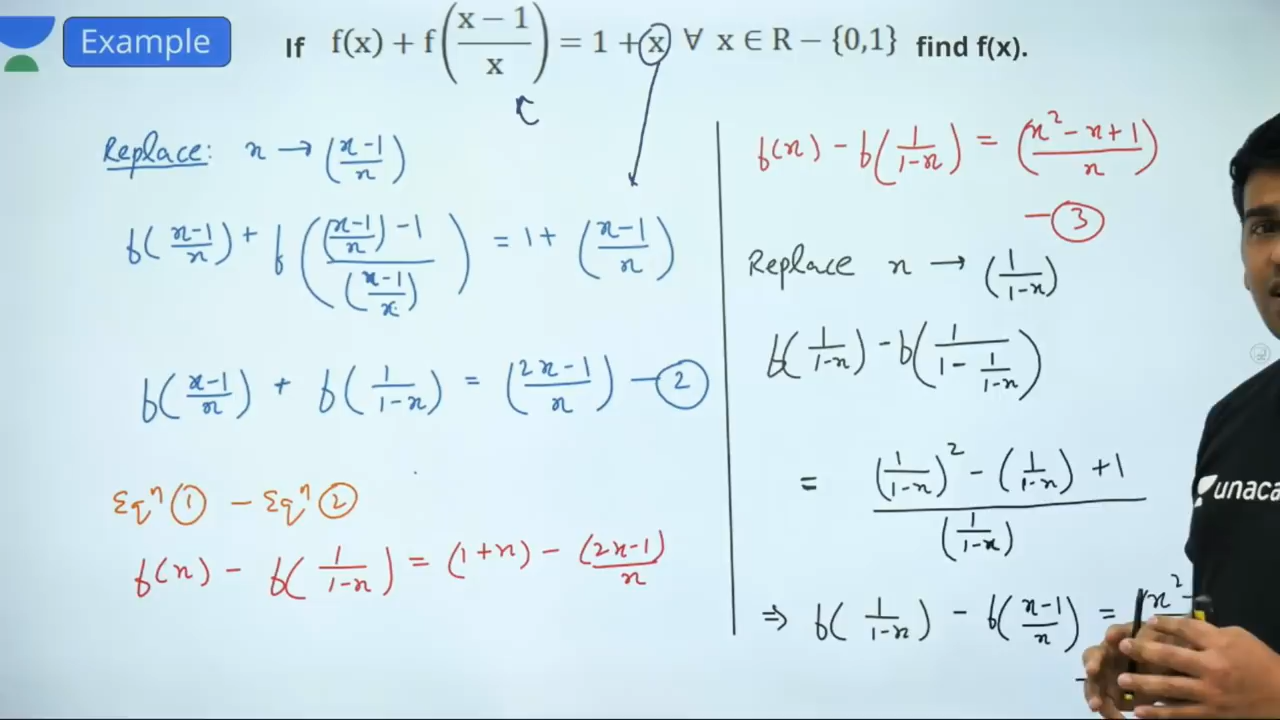 Example
If f(x) + f((x − 1)/x) = 1 + x ∀ x ∈ R − {0,1} find f(x).
Replace: x → ((x-1)/x)
f((x-1)/x) + f((((x-1)/x) - 1)/((x-1)/x)) = 1 + ((x-1)/x)
f((x-1)/x) + f(1/(1-x)) = ((2x-1)/x) — ②
Eqⁿ ① − Eqⁿ ②
f(x) - f(1/(1-x)) = (1+x) - (2x-1)/x
f(x) - f(1/(1-x)) = ((x²-x+1)/x)
— ③
Replace x → (1/(1-x))
f(1/(1-x)) - f(1/(1 - 1/(1-x)))
= ((1/(1-x))² - (1/(1-x)) + 1)/(1/(1-x))
⇒ f(1/(1-x)) - f((x-1)/x) = (x² -
unaca